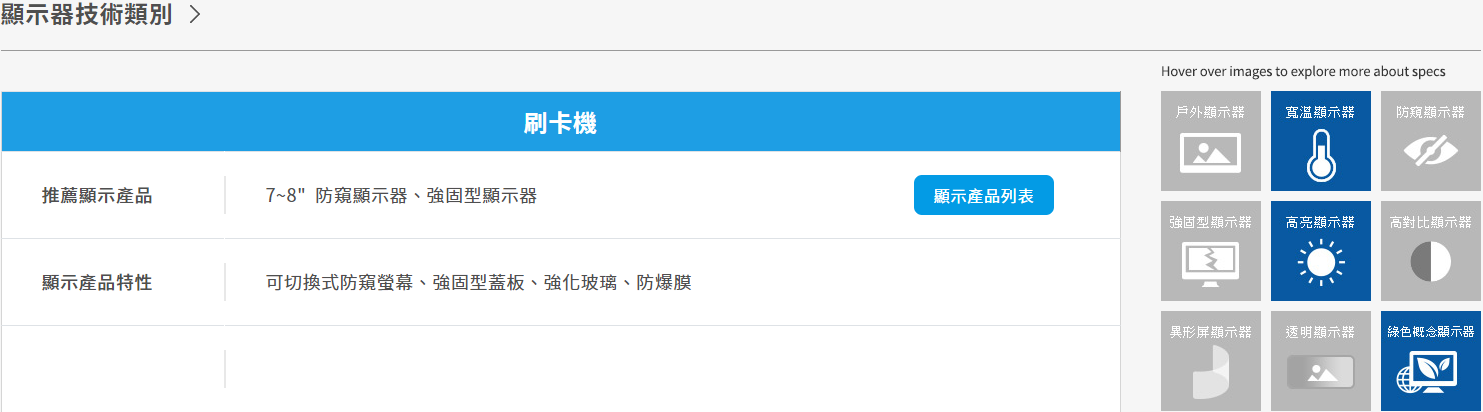 顯示器技術類別 >
Hover over images to explore more about specs
刷卡機
推薦顯示產品
7~8" 防窺顯示器、強固型顯示器
顯示產品列表
顯示產品特性
可切換式防窺螢幕、強固型蓋板、強化玻璃、防爆膜
戶外顯示器
寬溫顯示器
防窺顯示器
強固型顯示器
高亮顯示器
高對比顯示器
異形屏顯示器
透明顯示器
綠色概念顯示器